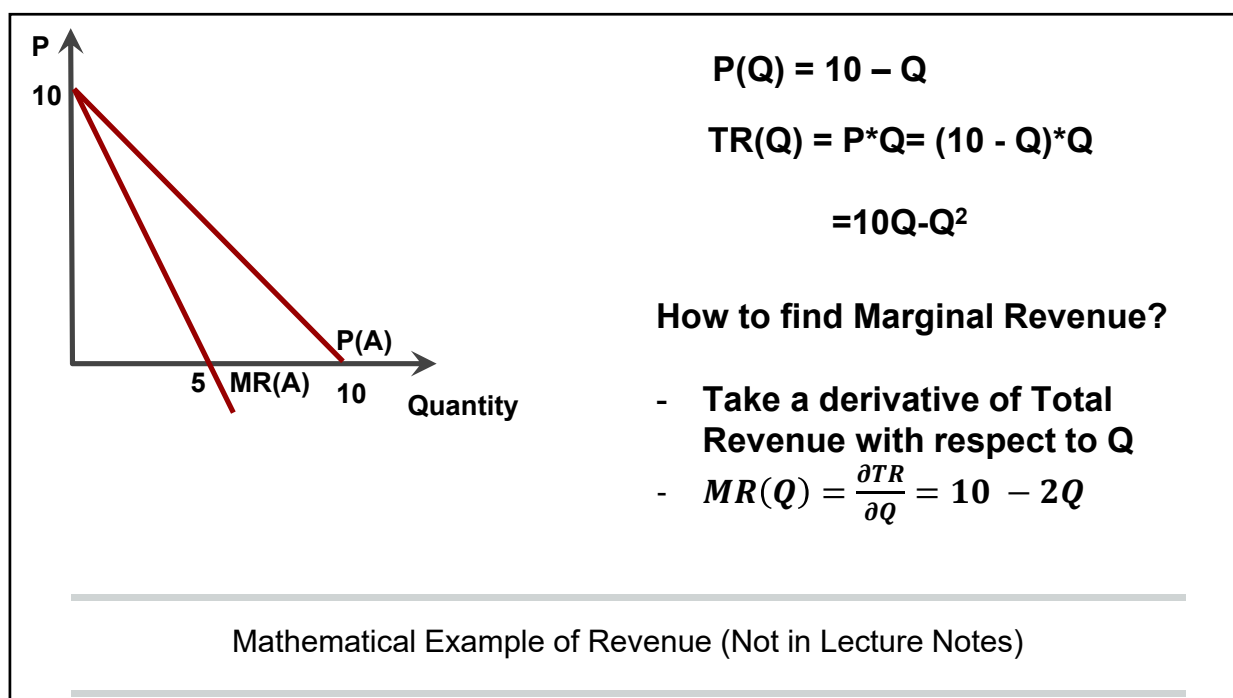 P
10
P(A)
5
MR(A)
10
Quantity
P(Q) = 10 – Q
TR(Q) = P*Q= (10 - Q)*Q
=10Q-Q²
How to find Marginal Revenue?
- Take a derivative of Total
Revenue with respect to Q
- MR(Q) = ∂TR/∂Q = 10 − 2Q
Mathematical Example of Revenue (Not in Lecture Notes)